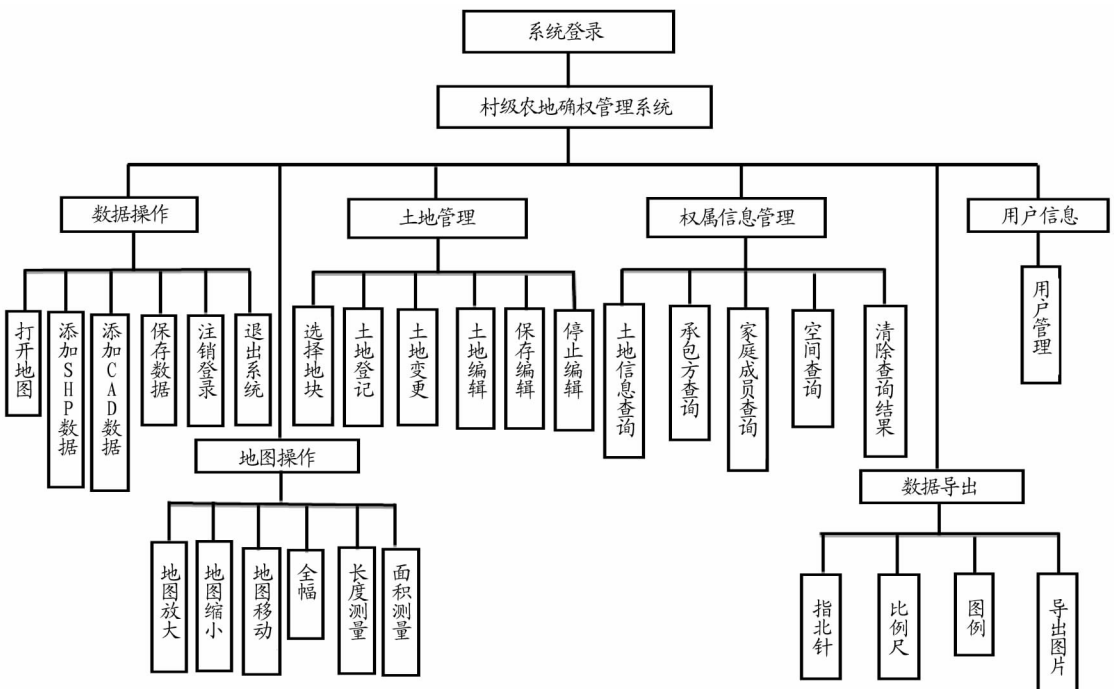 系统登录
村级农地确权管理系统
数据操作
土地管理
权属信息管理
用户信息
打开地图
添加SHP数据
添加CAD数据
保存数据
注销登录
退出系统
选择地块
土地登记
土地变更
土地编辑
保存编辑
停止编辑
土地信息查询
承包方查询
家庭成员查询
空间查询
清除查询结果
用户管理
地图操作
数据导出
地图放大
地图缩小
地图移动
全幅
长度测量
面积测量
指北针
比例尺
图例
导出图片